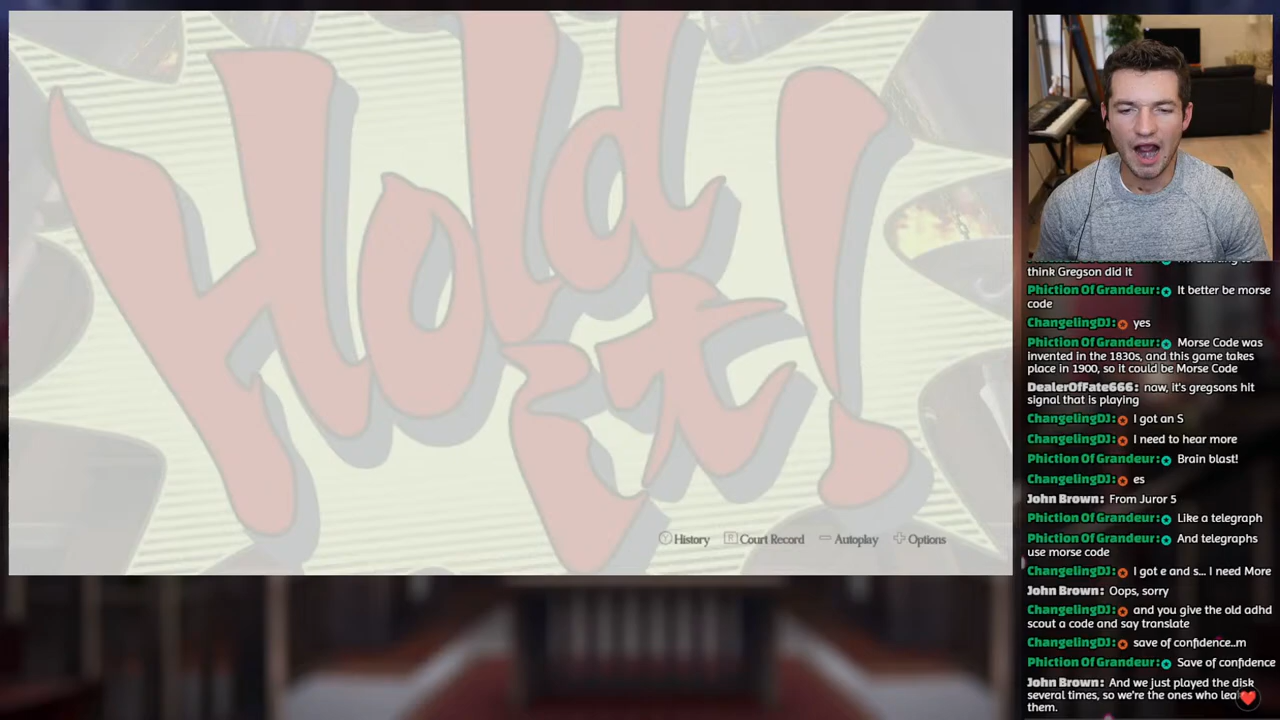 Hold
it!
History Court Record Autoplay Options
think Gregson did it
Phiction Of Grandeur: It better be morse
code
ChangelingDJ: yes
Phiction Of Grandeur: Morse Code was
invented in the 1830s, and this game takes
place in 1900, so it could be Morse Code
DealerOfFate666: naw, it's gregsons hit
signal that is playing
ChangelingDJ: I got an S
ChangelingDJ: I need to hear more
Phiction Of Grandeur: Brain blast!
ChangelingDJ: es
John Brown: From Juror 5
Phiction Of Grandeur: Like a telegraph
Phiction Of Grandeur: And telegraphs
use morse code
ChangelingDJ: I got e and s... I need More
John Brown: Oops, sorry
ChangelingDJ: and you give the old adhd
scout a code and say translate
ChangelingDJ: save of confidence..m
Phiction Of Grandeur: Save of confidence
John Brown: And we just played the disk
several times, so we're the ones who
them.